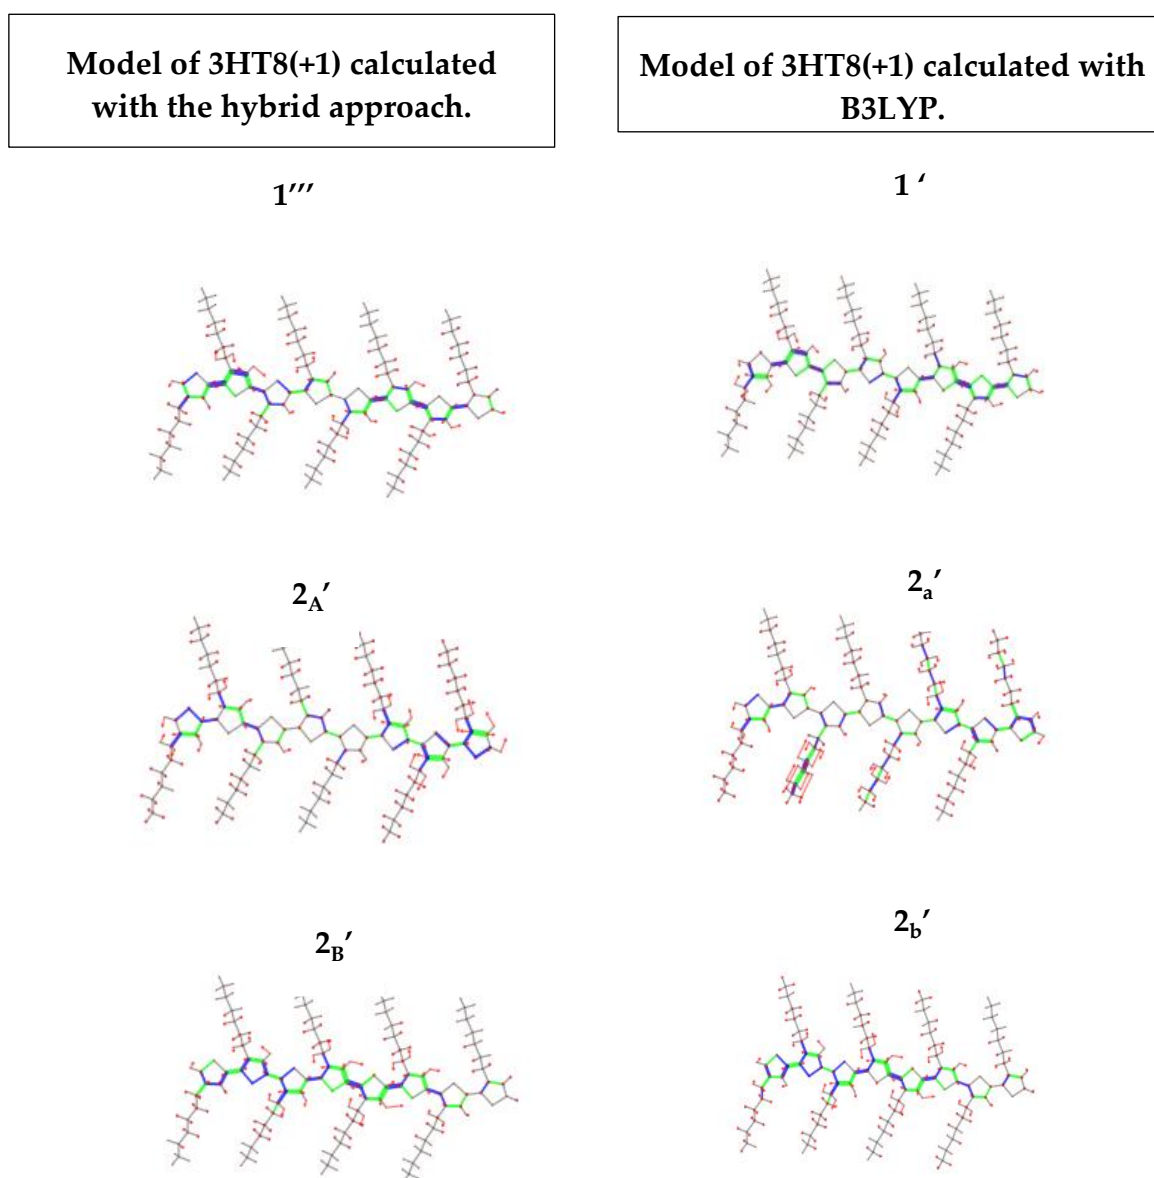 Model of 3HT8(+1) calculated
with the hybrid approach.
Model of 3HT8(+1) calculated with
B3LYP.
1‴
1 ‘
2A′
2a′
2B′
2b′